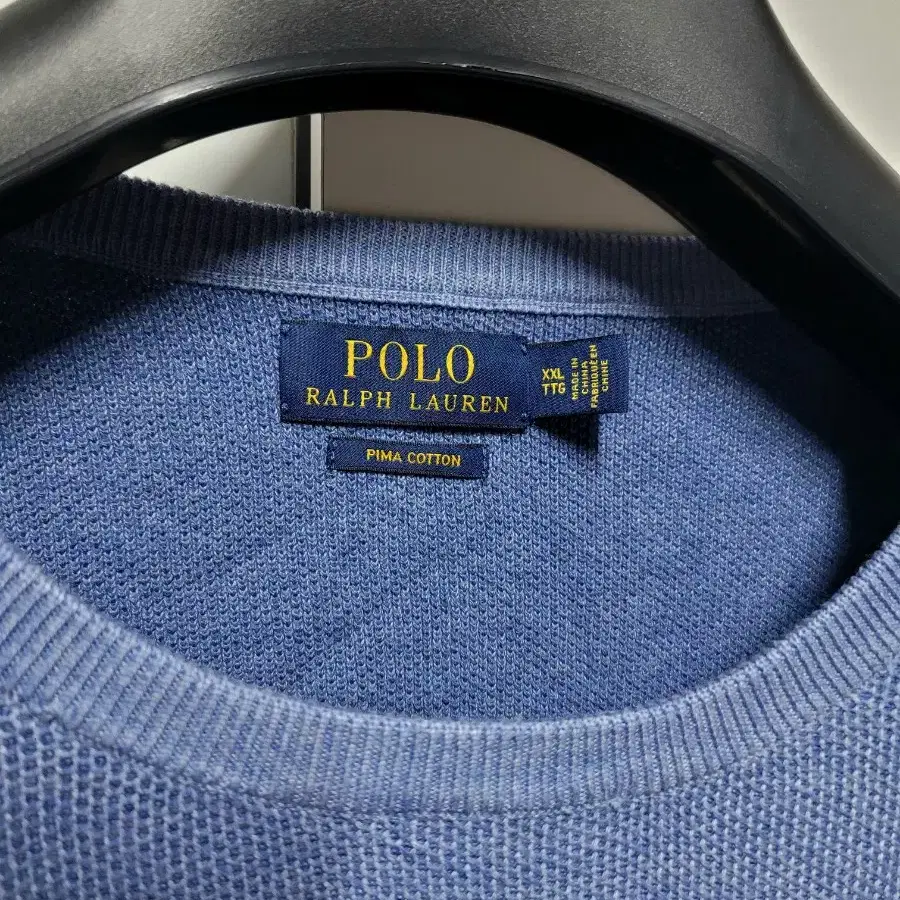 POLO
RALPH LAUREN
XXL
TTG
MADE IN
CHINA
FABRIQUÉ EN
CHINE
PIMA COTTON